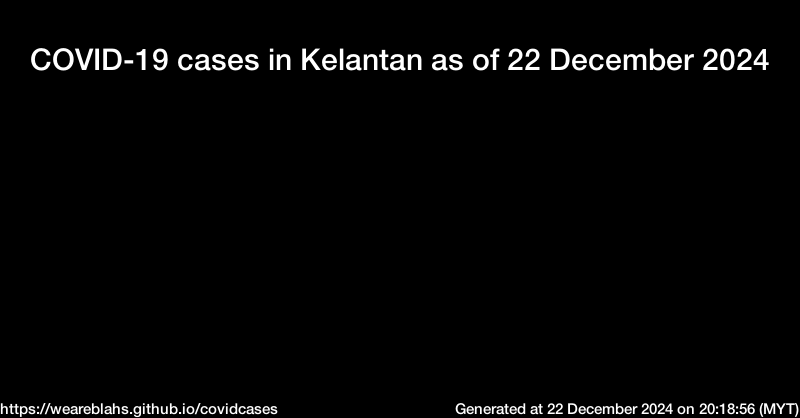 COVID-19 cases in Kelantan as of 22 December 2024
https://weareblahs.github.io/covidcases
Generated at 22 December 2024 on 20:18:56 (MYT)